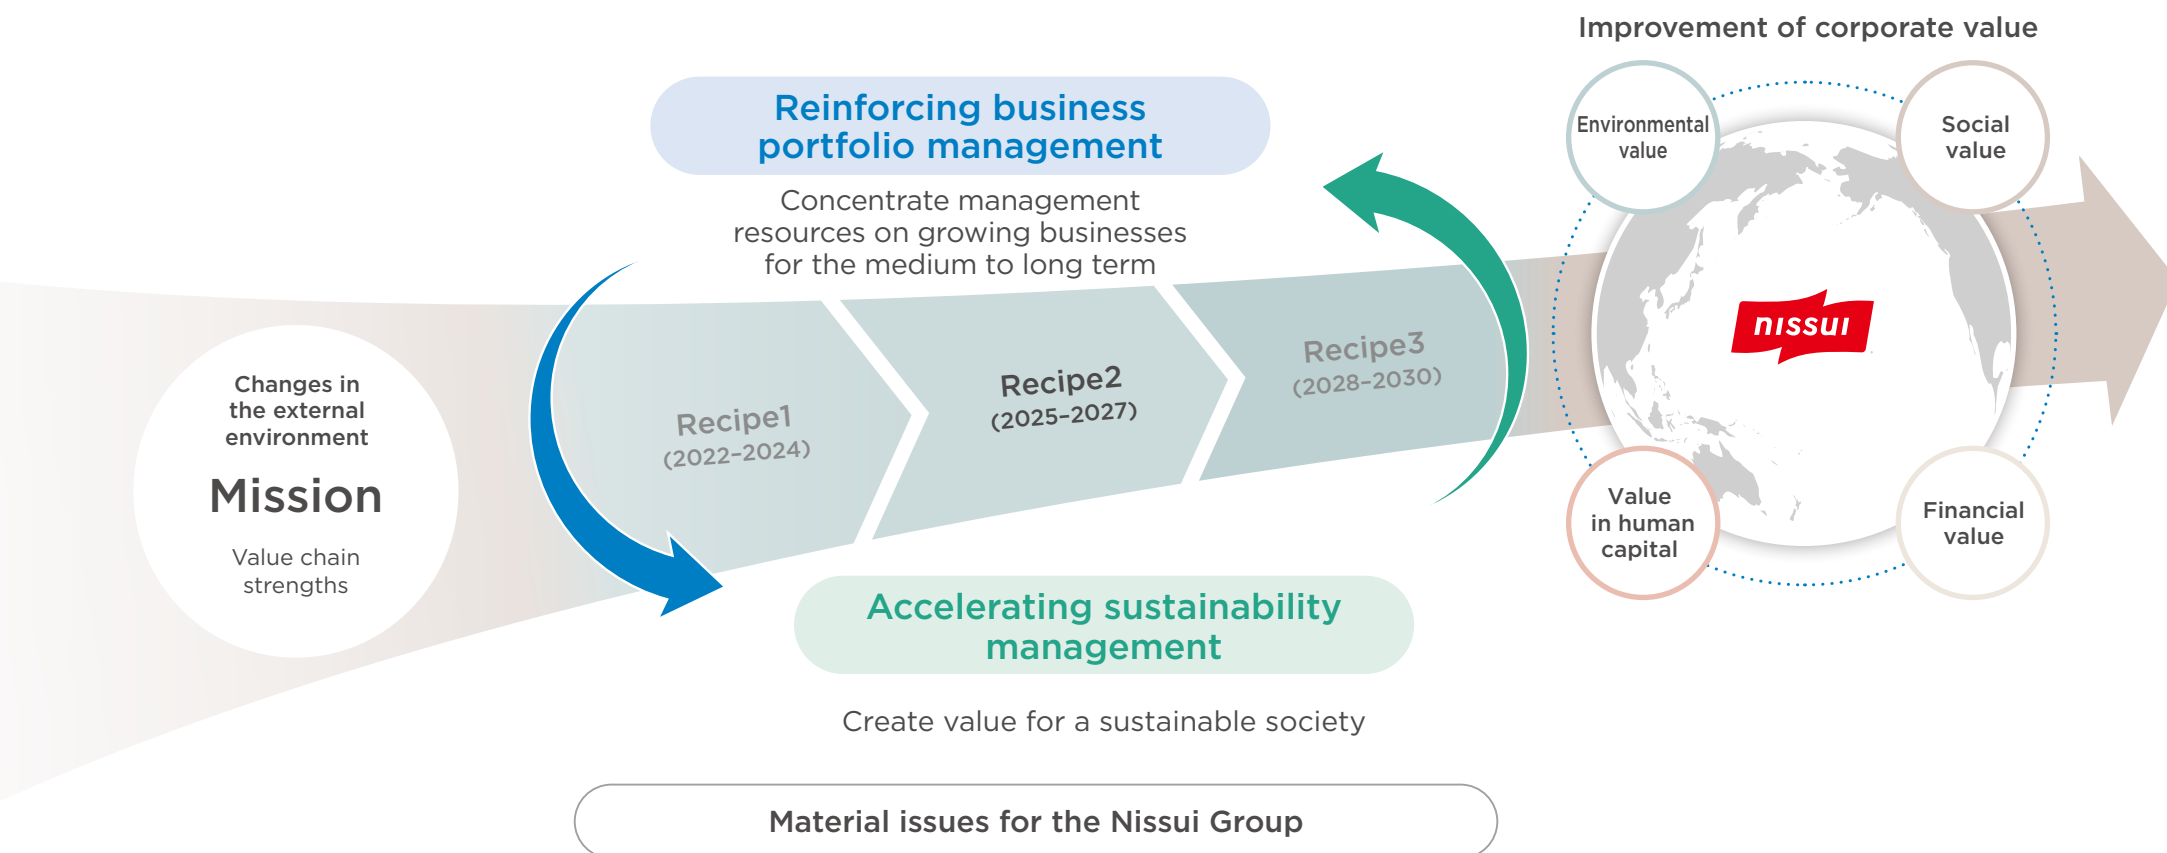 Improvement of corporate value
Reinforcing business
portfolio management
Concentrate management
resources on growing businesses
for the medium to long term
Changes in
the external
environment
Mission
Value chain
strengths
Recipe1
(2022–2024)
Recipe2
(2025–2027)
Recipe3
(2028–2030)
Environmental
value
Social
value
nissui
Value
in human
capital
Financial
value
Accelerating sustainability
management
Create value for a sustainable society
Material issues for the Nissui Group